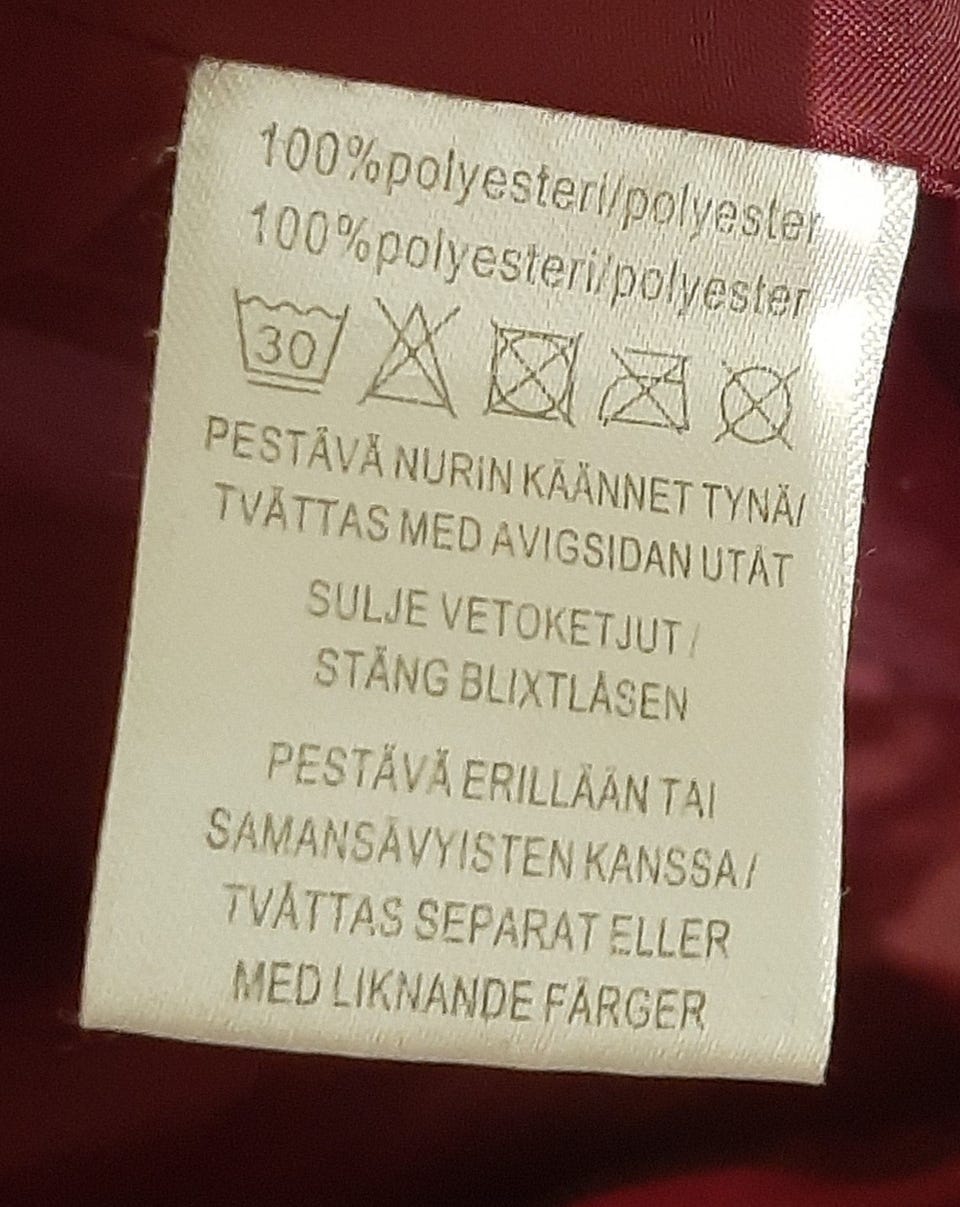 100%polyesteri/polyester
100%polyesteri/polyester
30
PESTÄVÄ NURIN KÄÄNNET TYNÄ/
TVÄTTAS MED AVIGSIDAN UTÅT
SULJE VETOKETJUT/
STÄNG BLIXTLÅSEN
PESTÄVÄ ERILLÄÄN TAI
SAMANSÄVYISTEN KANSSA/
TVÄTTAS SEPARAT ELLER
MED LIKNANDE FÄRGER